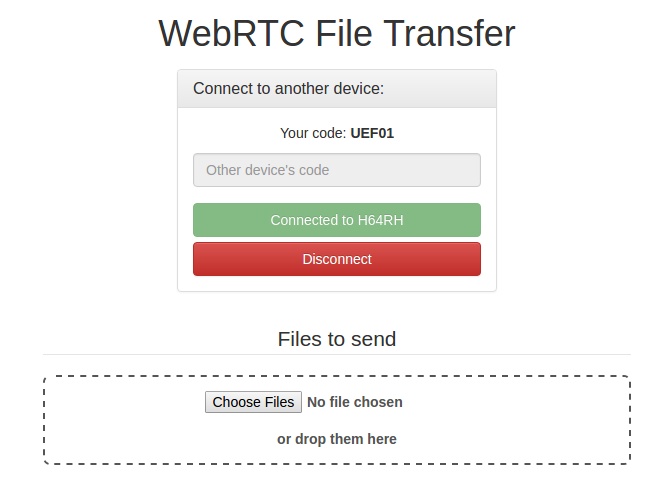 WebRTC File Transfer
Connect to another device:
Your code: UEF01
Other device's code
Connected to H64RH
Disconnect
Files to send
Choose Files No file chosen
or drop them here